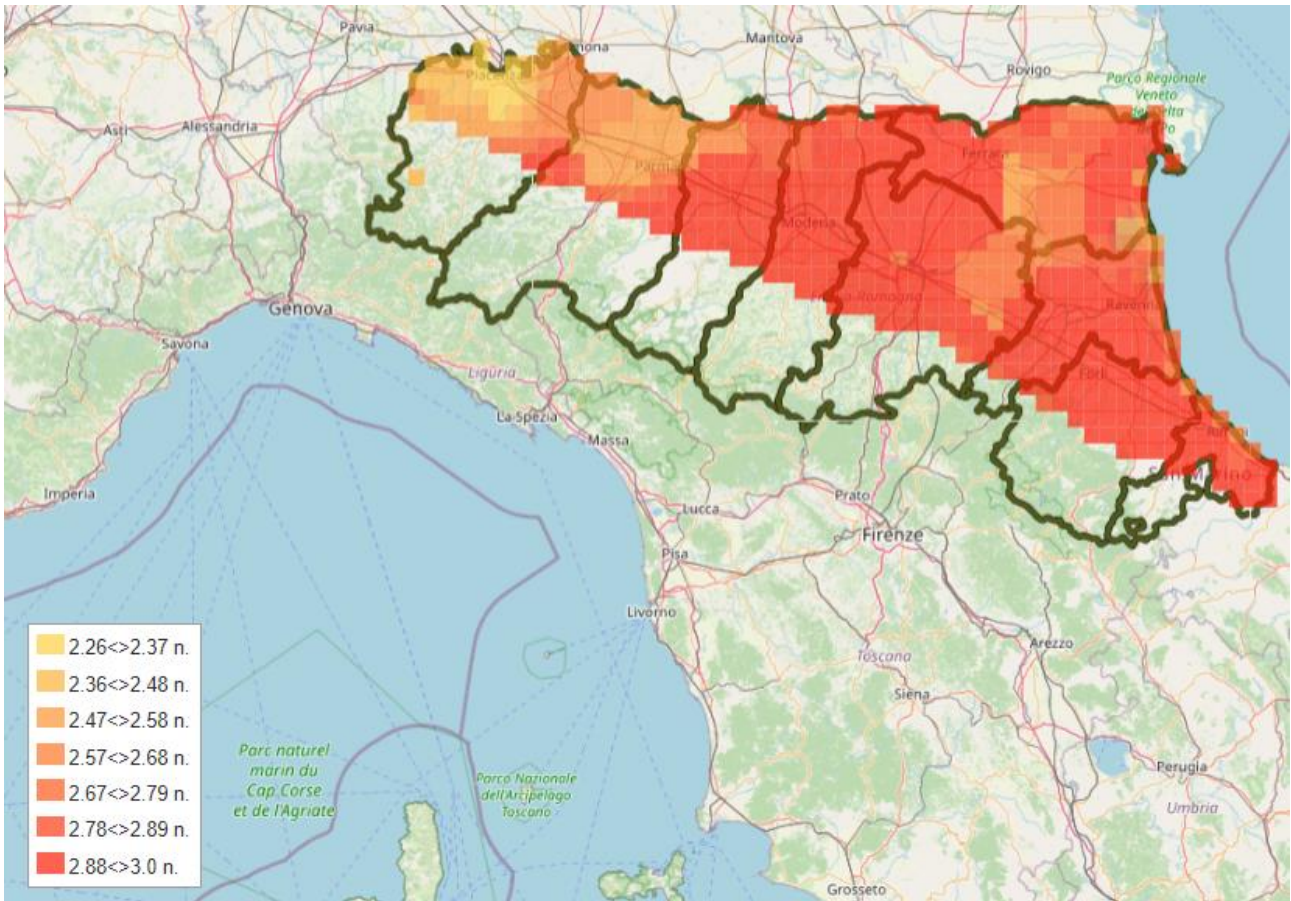 Pavia
Mantova
Rovigo
Parco Regionale
Veneto
Asti
Alessandria
Ferrara
Parma
Modena
Genova
Ravenna
Savona
Forlì
Liguria
La Spezia
Massa
San Marino
Imperia
Prato
Lucca
Firenze
Pisa
Livorno
Arezzo
Toscana
Siena
2.26<>2.37 n.
2.36<>2.48 n.
2.47<>2.58 n.
2.57<>2.68 n.
2.67<>2.79 n.
2.78<>2.89 n.
2.88<>3.0 n.
Parc naturel
marin du
Cap Corse
et de l'Agriate
Parco Nazionale
dell'Arcipelago
Toscano
Perugia
Umbria
Grosseto